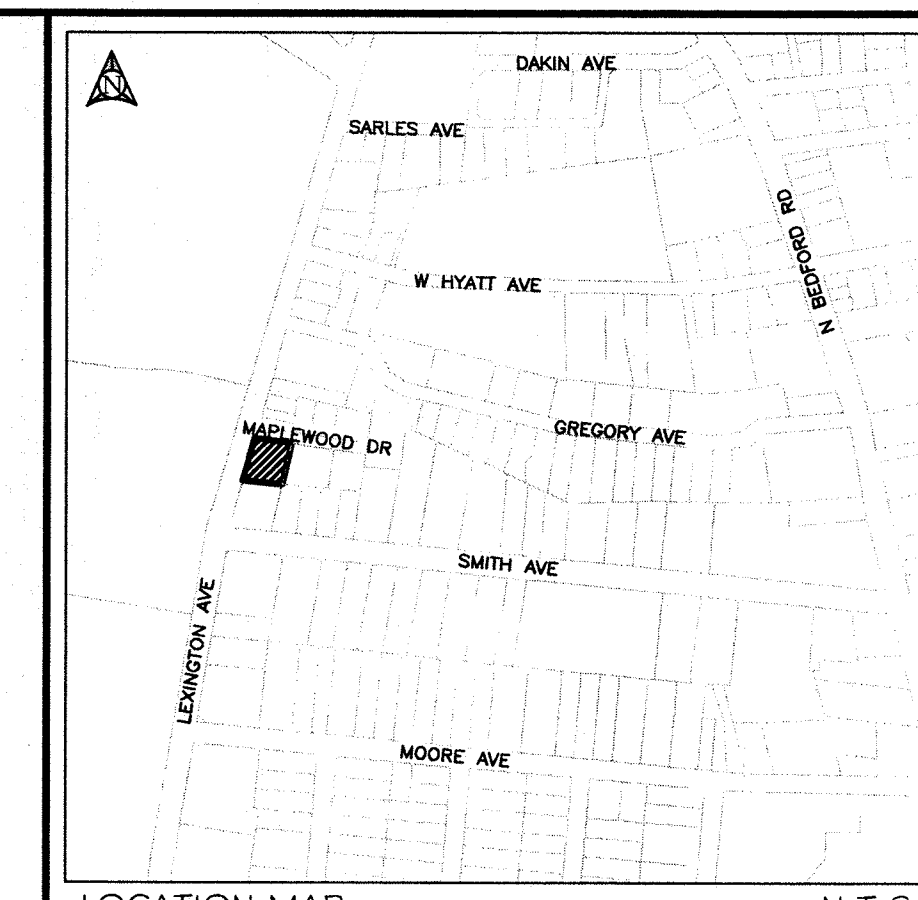 N
DAKIN AVE
SARLES AVE
N BEDFORD RD
W HYATT AVE
MAPLEWOOD DR
GREGORY AVE
SMITH AVE
LEXINGTON AVE
MOORE AVE
LOCATION MAP